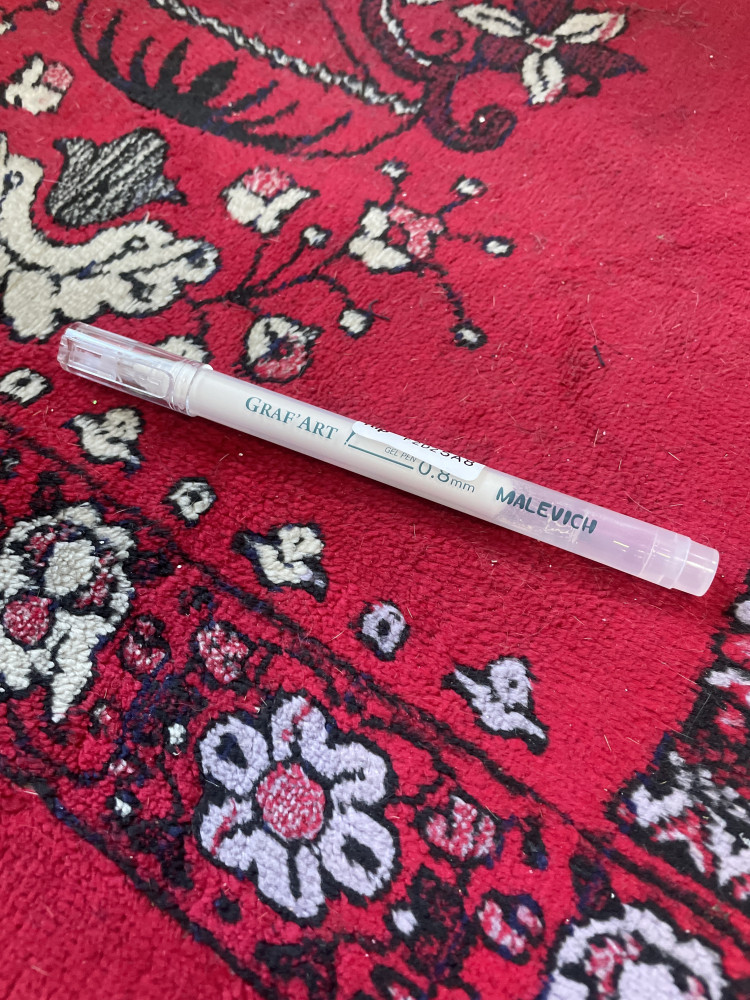 GRAF'ART
GEL PEN
0.8mm
MALEVICH